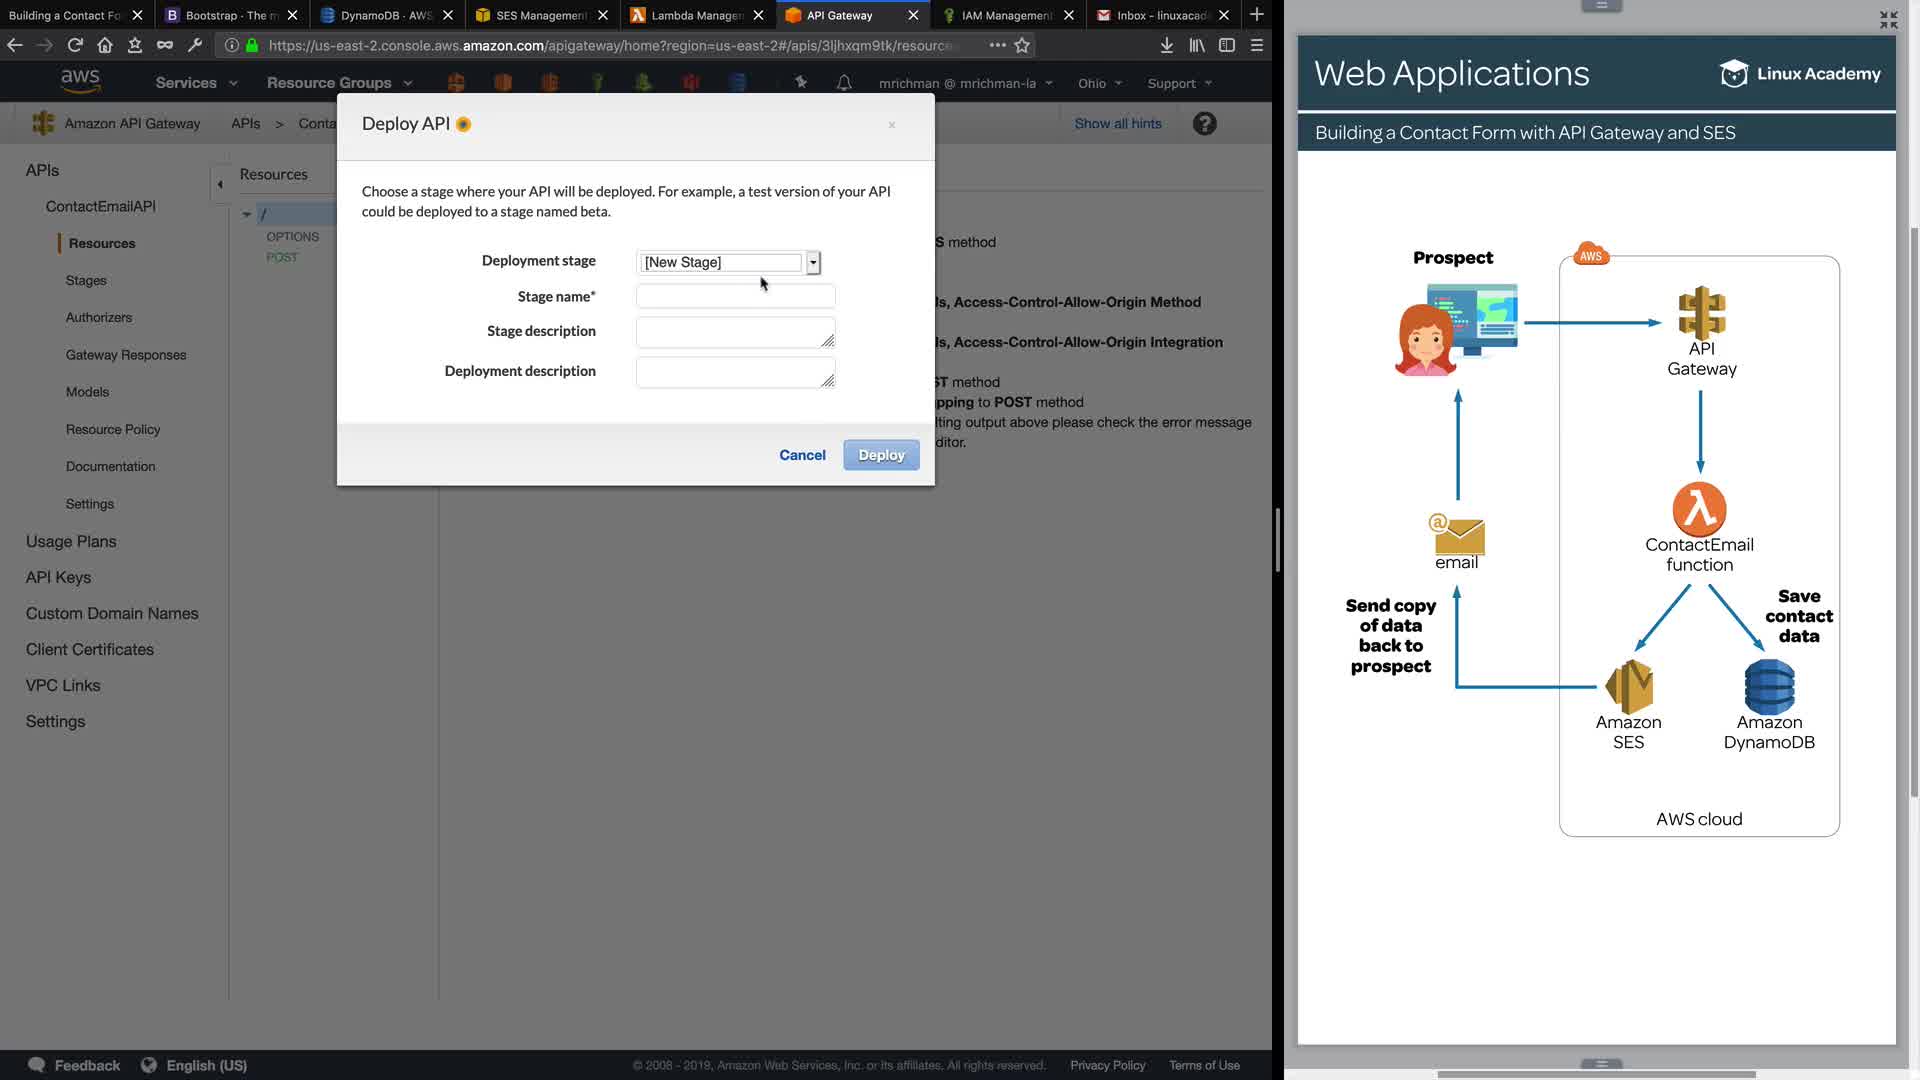 Building a Contact Fo
Bootstrap - The m
DynamoDB · AWS
SES Management
Lambda Manage
API Gateway
IAM Management
Inbox - linuxacad
https://us-east-2.console.aws.amazon.com/apigateway/home?region=us-east-2#/apis/3ljhxqm9tk/resource
aws
Services
Resource Groups
mrichman @ mrichman-la
Ohio
Support
Amazon API Gateway
APIs
>
Conta
Show all hints
?
APIs
ContactEmailAPI
Resources
Stages
Authorizers
Gateway Responses
Models
Resource Policy
Documentation
Settings
Usage Plans
API Keys
Custom Domain Names
Client Certificates
VPC Links
Settings
Resources
/
OPTIONS
POST
Deploy API
Choose a stage where your API will be deployed. For example, a test version of your API
could be deployed to a stage named beta.
Deployment stage
[New Stage]
Stage name*
Stage description
Deployment description
Cancel
Deploy
S method
ls, Access-Control-Allow-Origin Method
ls, Access-Control-Allow-Origin Integration
ST method
pping to POST method
lting output above please check the error message
ditor.
Feedback
English (US)
© 2008 - 2019, Amazon Web Services, Inc. or its affiliates. All rights reserved.
Privacy Policy
Terms of Use
Web Applications
Linux Academy
Building a Contact Form with API Gateway and SES
Prospect
AWS
API
Gateway
ContactEmail
function
@
email
Send copy
of data
back to
prospect
Save
contact
data
Amazon
SES
Amazon
DynamoDB
AWS cloud